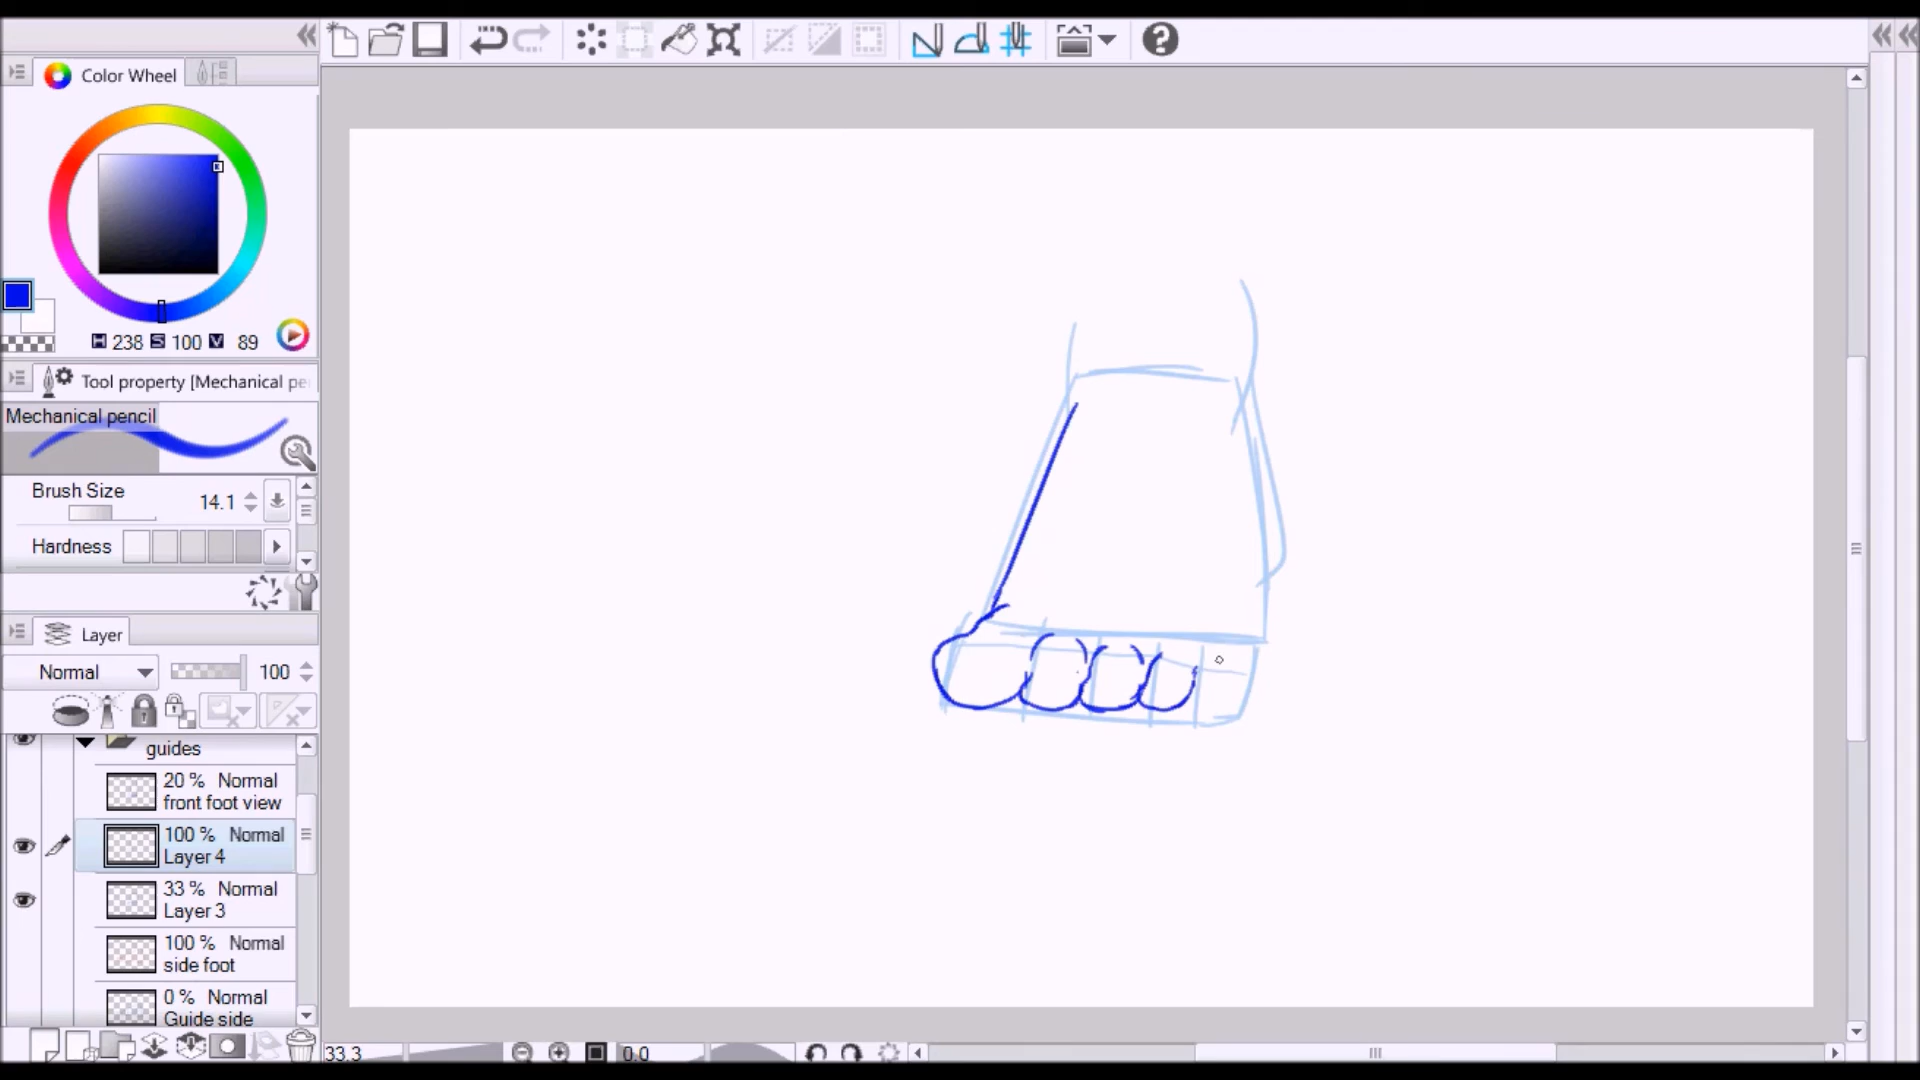 Color Wheel
H 238 S 100 V 89
Tool property [Mechanical pe
Mechanical pencil
Brush Size 14.1
Hardness
Layer
Normal 100
guides
20 % Normal
front foot view
100 % Normal
Layer 4
33 % Normal
Layer 3
100 % Normal
side foot
0 % Normal
Guide side
33.3 0.0